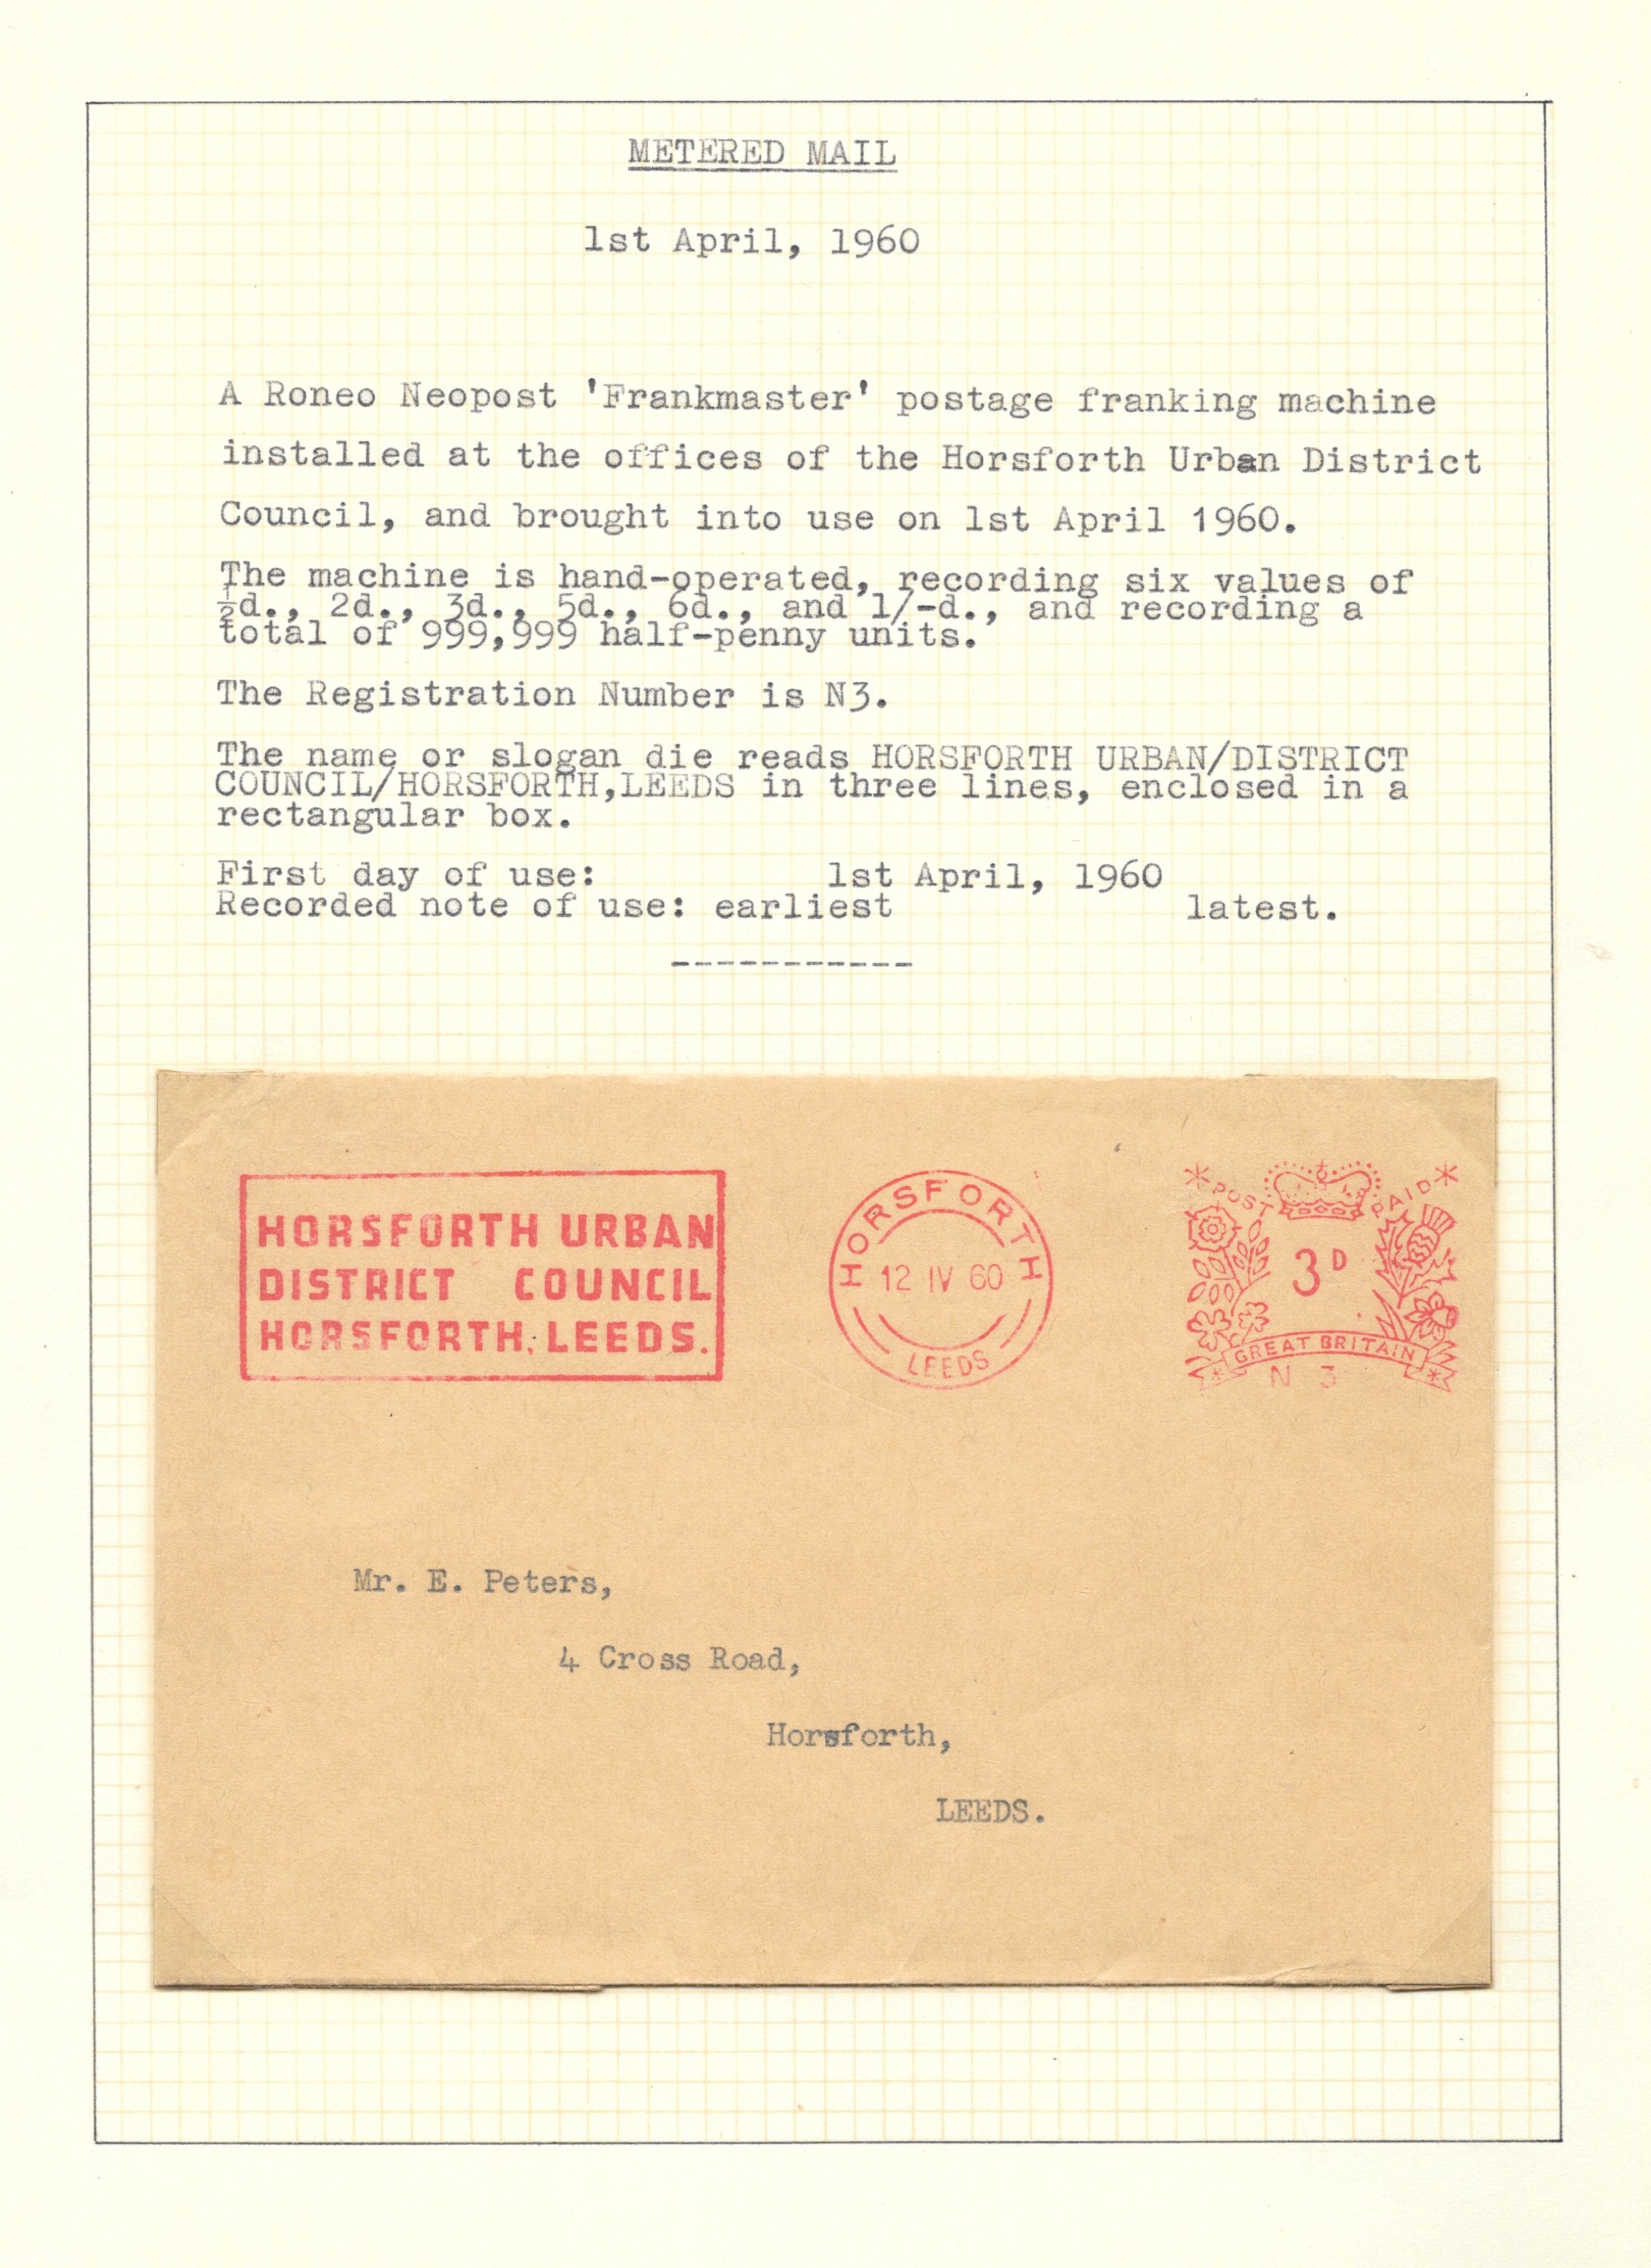 METERED MAIL
1st April, 1960
A Roneo Neopost 'Frankmaster' postage franking machine
installed at the offices of the Horsforth Urban District
Council, and brought into use on 1st April 1960.
The machine is hand-operated, recording six values of
½d., 2d., 3d., 5d., 6d., and 1/-d., and recording a
total of 999,999 half-penny units.
The Registration Number is N3.
The name or slogan die reads HORSFORTH URBAN/DISTRICT
COUNCIL/HORSFORTH,LEEDS in three lines, enclosed in a
rectangular box.
First day of use: 1st April, 1960
Recorded note of use: earliest latest.
-----------
HORSFORTH URBAN
DISTRICT COUNCIL
HORSFORTH, LEEDS.
HORSFORTH
12 IV 60
LEEDS
POST PAID
3D
GREAT BRITAIN
N 3
Mr. E. Peters,
4 Cross Road,
Horsforth,
LEEDS.